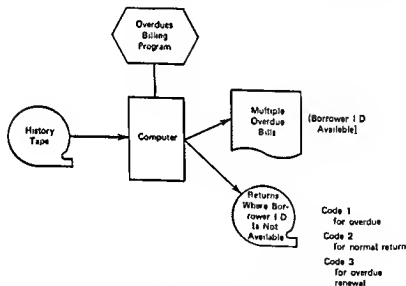 Overdues
Billing
Program
History
Tape
Computer
Multiple
Overdue
Bills
(Borrower I D
Available]
Returns
Where Bor-
rower I D
Is Not
Available
Code 1
for overdue
Code 2
for normal return
Code 3
for overdue
renewal